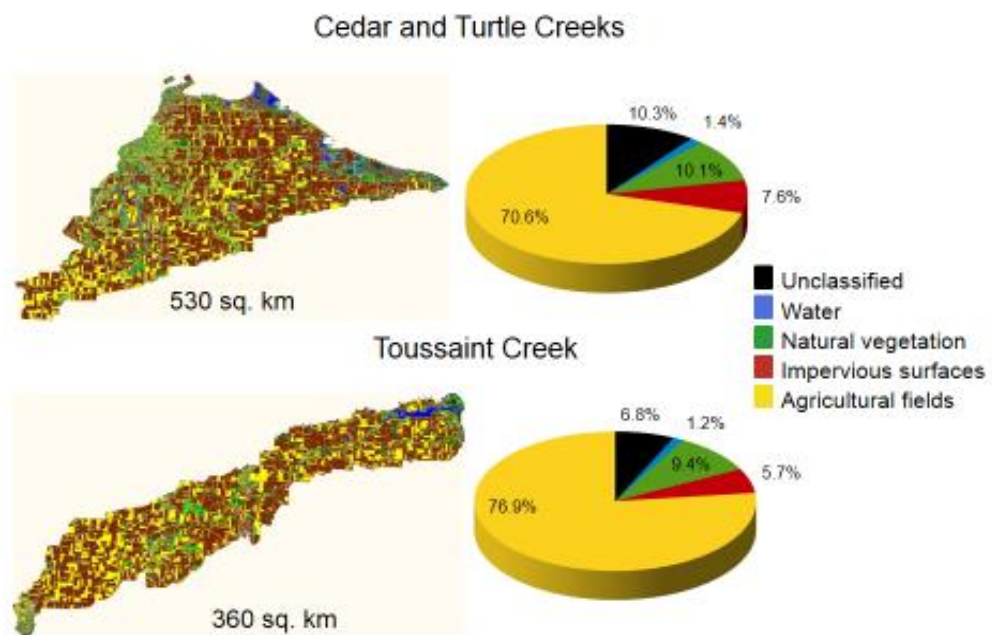 Cedar and Turtle Creeks
10.3%
1.4%
10.1%
7.6%
70.6%
530 sq. km
Unclassified
Water
Natural vegetation
Impervious surfaces
Agricultural fields
Toussaint Creek
6.8%
1.2%
9.4%
5.7%
76.9%
360 sq. km